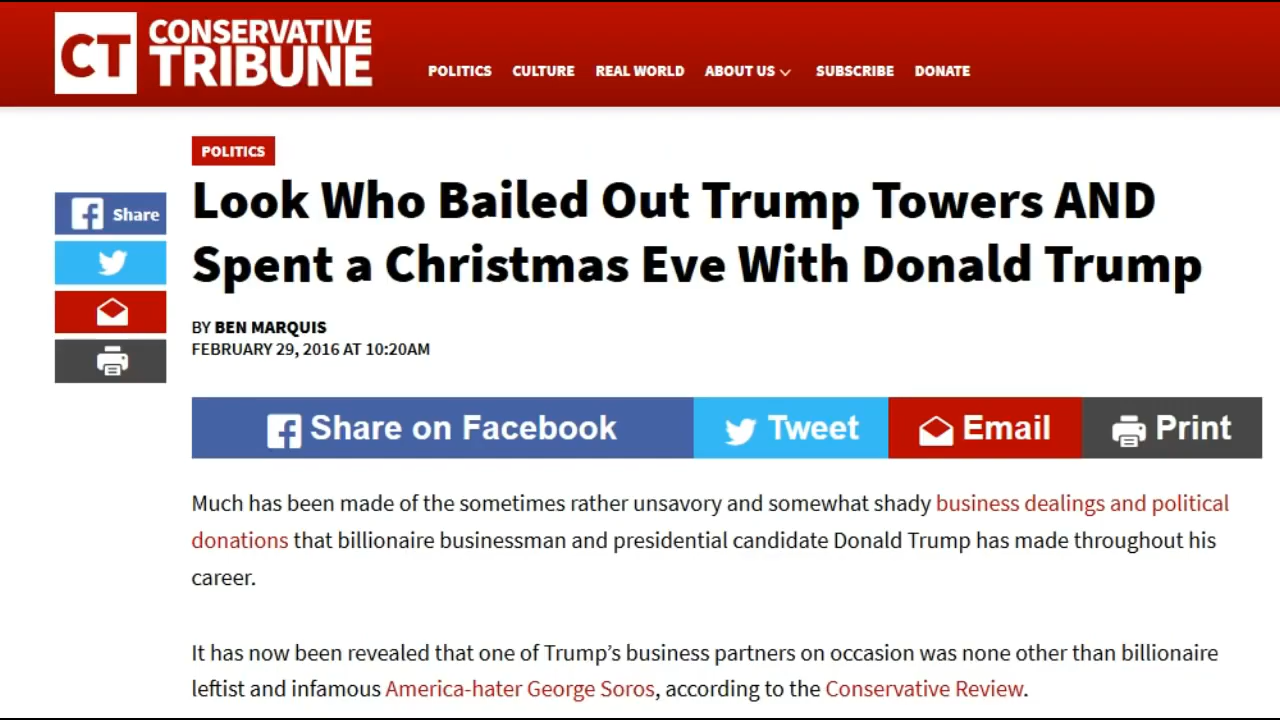 CT CONSERVATIVE
TRIBUNE
POLITICS CULTURE REAL WORLD ABOUT US SUBSCRIBE DONATE
POLITICS
Look Who Bailed Out Trump Towers AND
Spent a Christmas Eve With Donald Trump
Share
BY BEN MARQUIS
FEBRUARY 29, 2016 AT 10:20AM
Share on Facebook Tweet Email Print
Much has been made of the sometimes rather unsavory and somewhat shady business dealings and political
donations that billionaire businessman and presidential candidate Donald Trump has made throughout his
career.
It has now been revealed that one of Trump’s business partners on occasion was none other than billionaire
leftist and infamous America-hater George Soros, according to the Conservative Review.